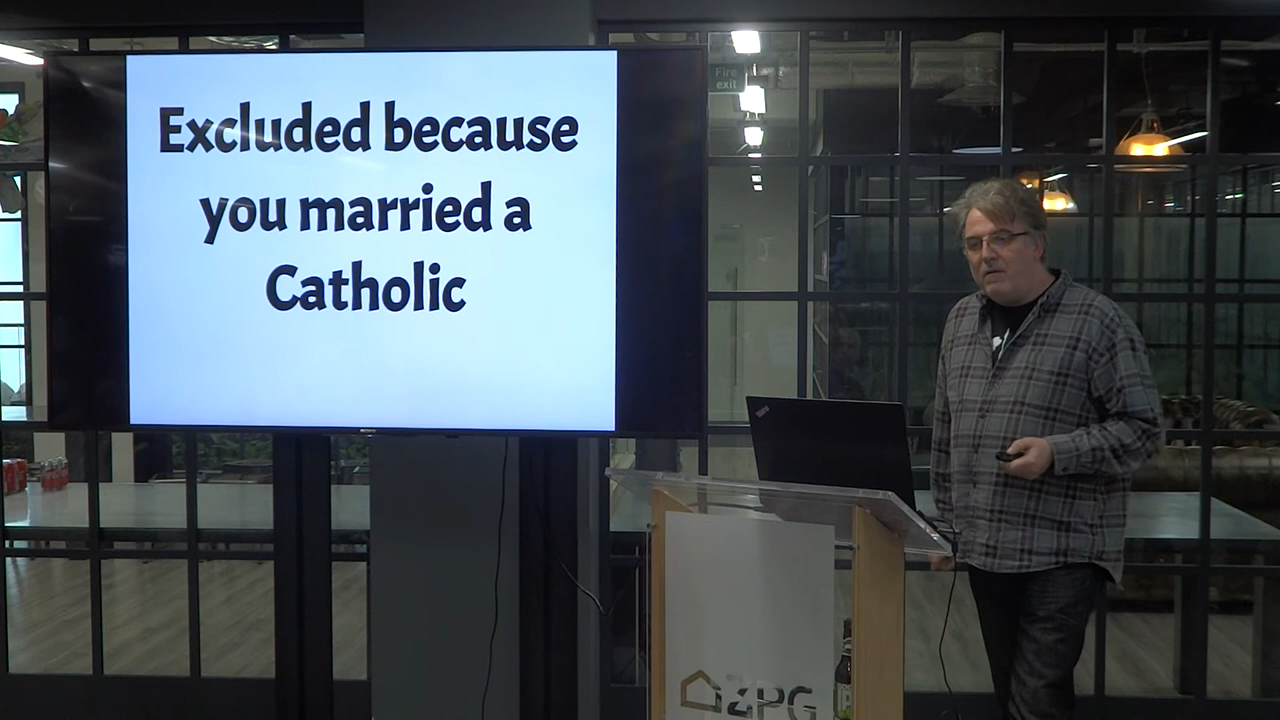 Excluded because
you married a
Catholic
Fire
exit
ZPG